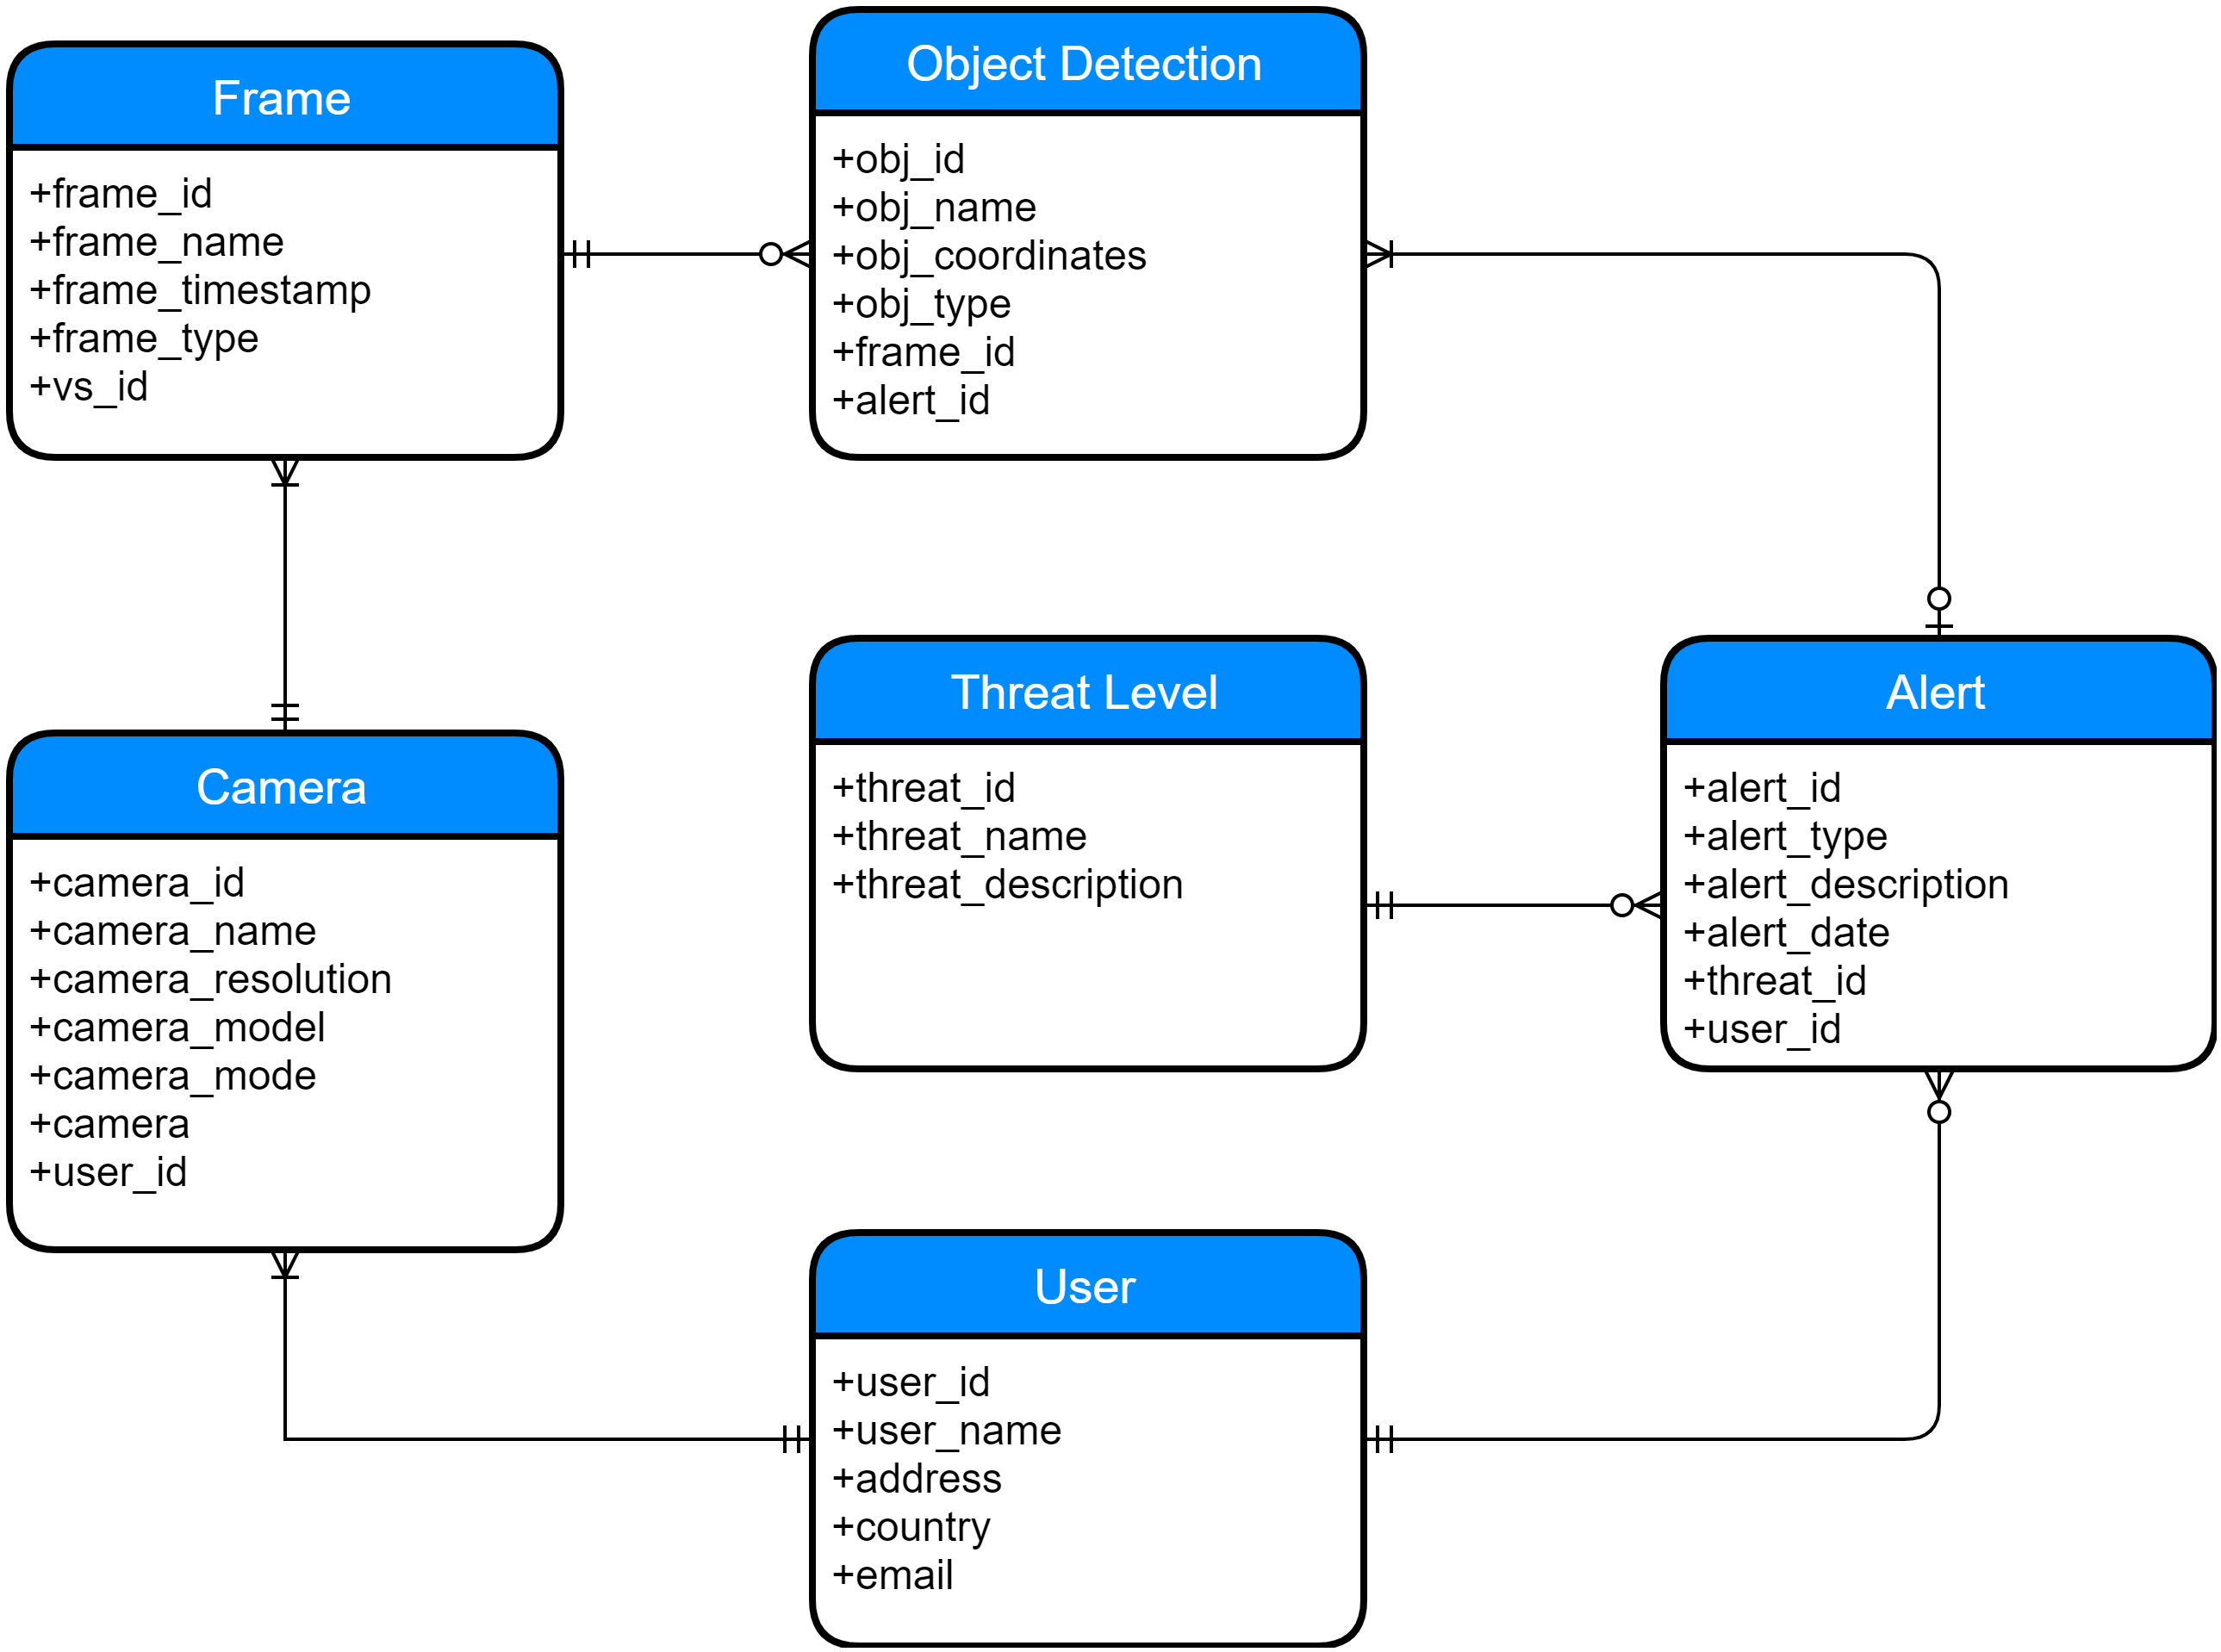 Frame
+frame_id
+frame_name
+frame_timestamp
+frame_type
+vs_id
Object Detection
+obj_id
+obj_name
+obj_coordinates
+obj_type
+frame_id
+alert_id
Camera
+camera_id
+camera_name
+camera_resolution
+camera_model
+camera_mode
+camera
+user_id
Threat Level
+threat_id
+threat_name
+threat_description
Alert
+alert_id
+alert_type
+alert_description
+alert_date
+threat_id
+user_id
User
+user_id
+user_name
+address
+country
+email